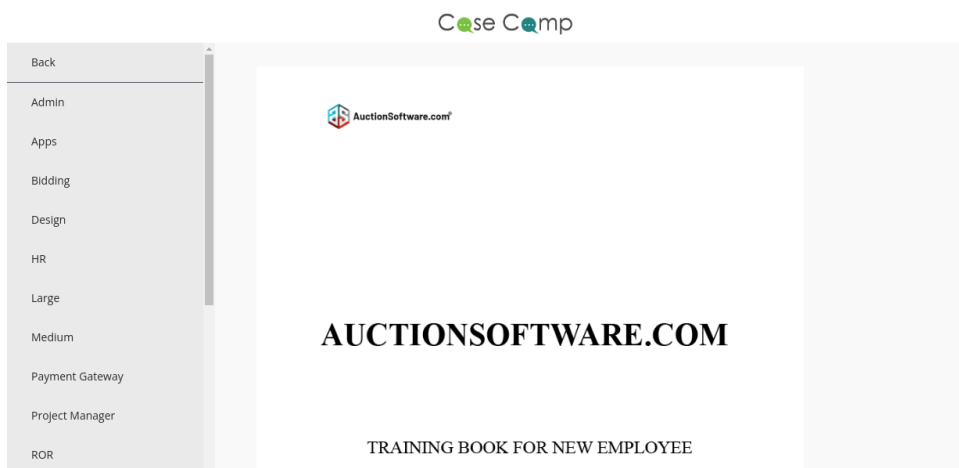 Case Camp
Back
Admin
Apps
Bidding
Design
HR
Large
Medium
Payment Gateway
Project Manager
ROR
AuctionSoftware.com®
AUCTIONSOFTWARE.COM
TRAINING BOOK FOR NEW EMPLOYEE